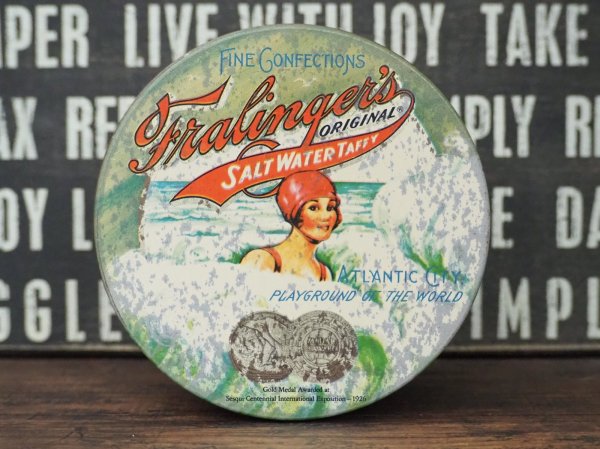 PER LIVE WITH JOY TAKE
AX RE PLY R
OY L E DA
GGLE IMPL
FINE CONFECTIONS
Fralinger's
ORIGINAL®
SALT WATER TAFFY
ATLANTIC CITY
PLAYGROUND OF THE WORLD
Gold Medal Awarded at
Sesqui Centennial International Exposition - 1926